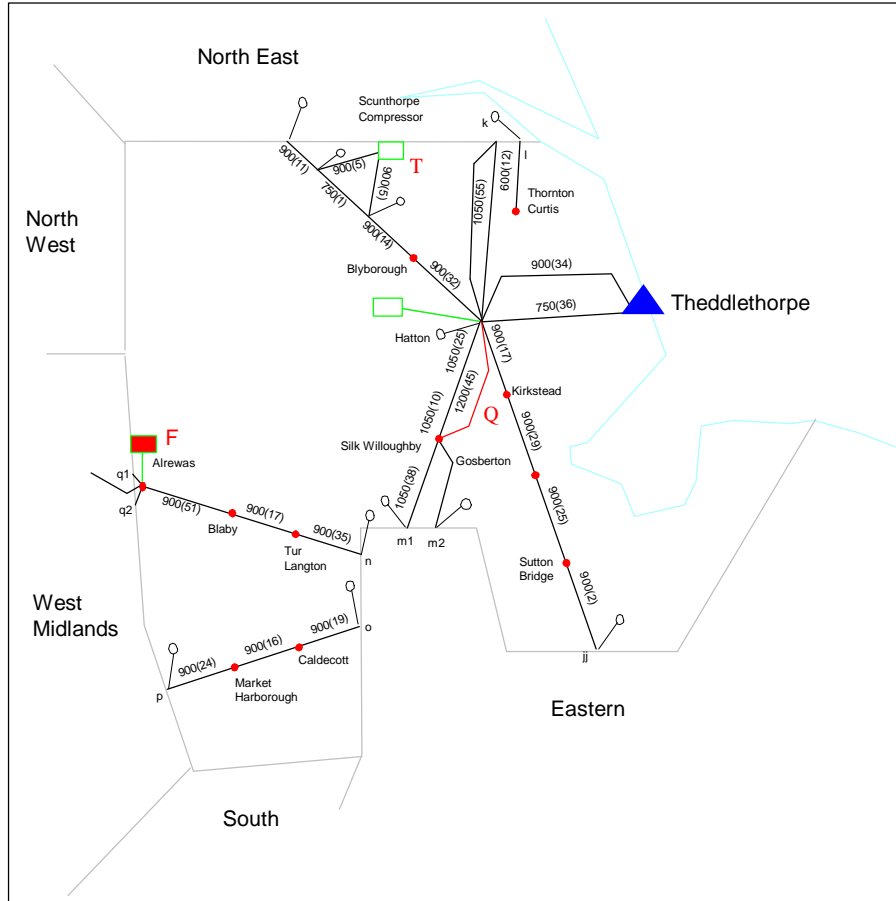 North East
Scunthorpe
Compressor
k
l
T
900(11)
900(5)
900(5)
750(1)
1050(55)
600(12)
Thornton
Curtis
North
West
900(14)
Blyborough
900(32)
900(34)
750(36)
Theddlethorpe
Hatton
1050(25)
900(17)
1050(10)
1200(45)
Kirkstead
Q
Silk Willoughby
900(29)
F
Alrewas
Gosberton
q1
q2
900(51)
1050(38)
900(25)
Blaby
900(17)
900(35)
Tur
Langton
n
m1
m2
Sutton
Bridge
900(2)
West
Midlands
900(19)
o
900(16)
Caldecott
900(24)
p
Market
Harborough
jj
Eastern
South